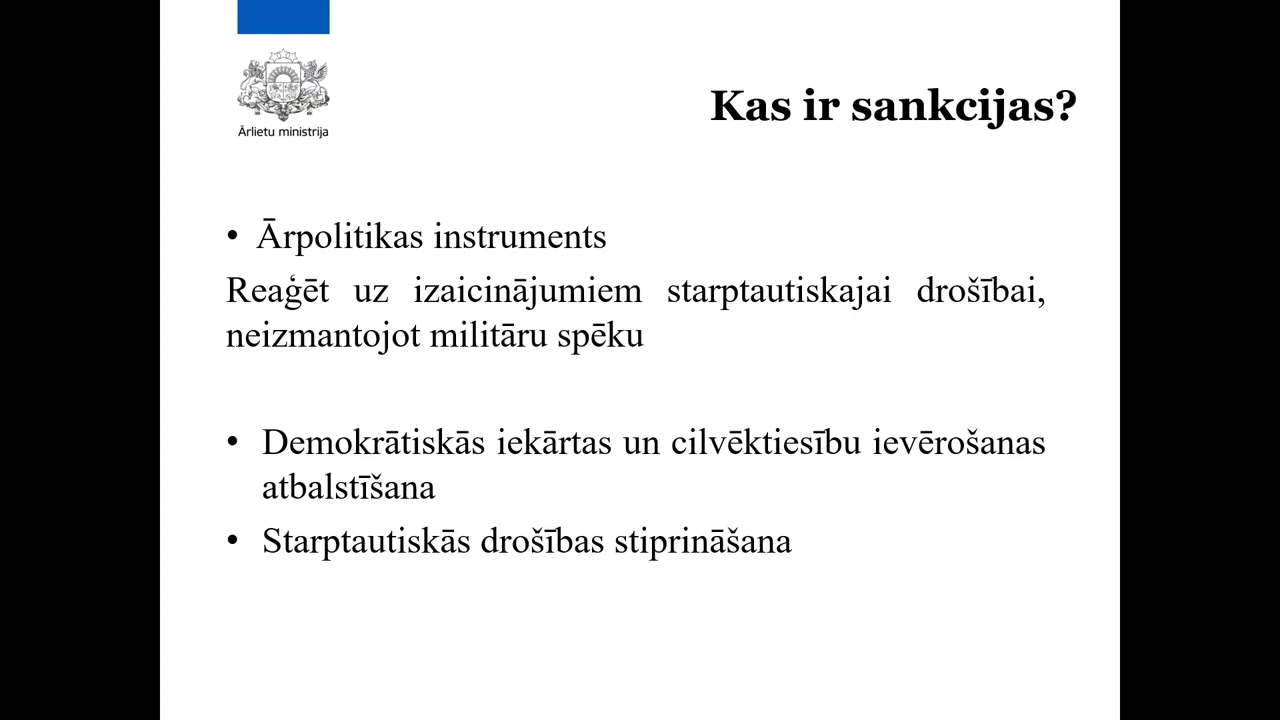 Ārlietu ministrija
Kas ir sankcijas?
• Ārpolitikas instruments
Reaģēt uz izaicinājumiem starptautiskajai drošībai,
neizmantojot militāru spēku
• Demokrātiskās iekārtas un cilvēktiesību ievērošanas
atbalstīšana
• Starptautiskās drošības stiprināšana